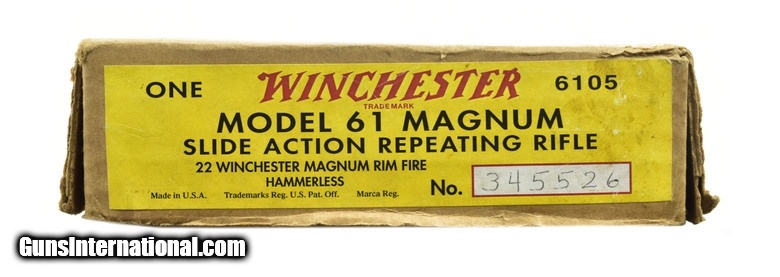 ONE WINCHESTER 6105
TRADEMARK
MODEL 61 MAGNUM
SLIDE ACTION REPEATING RIFLE
22 WINCHESTER MAGNUM RIM FIRE
HAMMERLESS
No. 345526
Made in U.S.A. Trademarks Reg. U.S. Pat. Off. Marca Reg.
GunsInternational.com